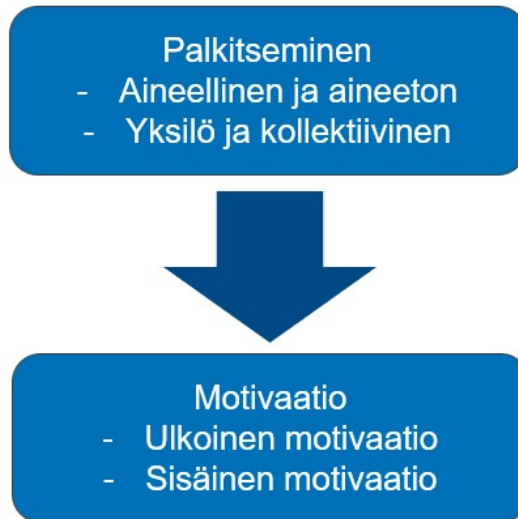 Palkitseminen
- Aineellinen ja aineeton
- Yksilö ja kollektiivinen
Motivaatio
- Ulkoinen motivaatio
- Sisäinen motivaatio